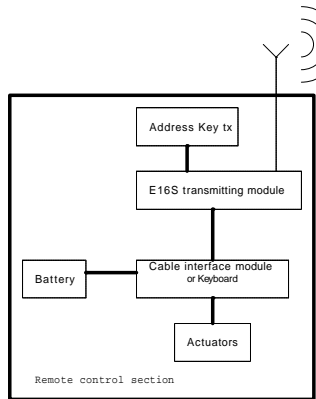 Address Key tx
E16S transmitting module
Cable interface module
or Keyboard
Battery
Actuators
Remote control section